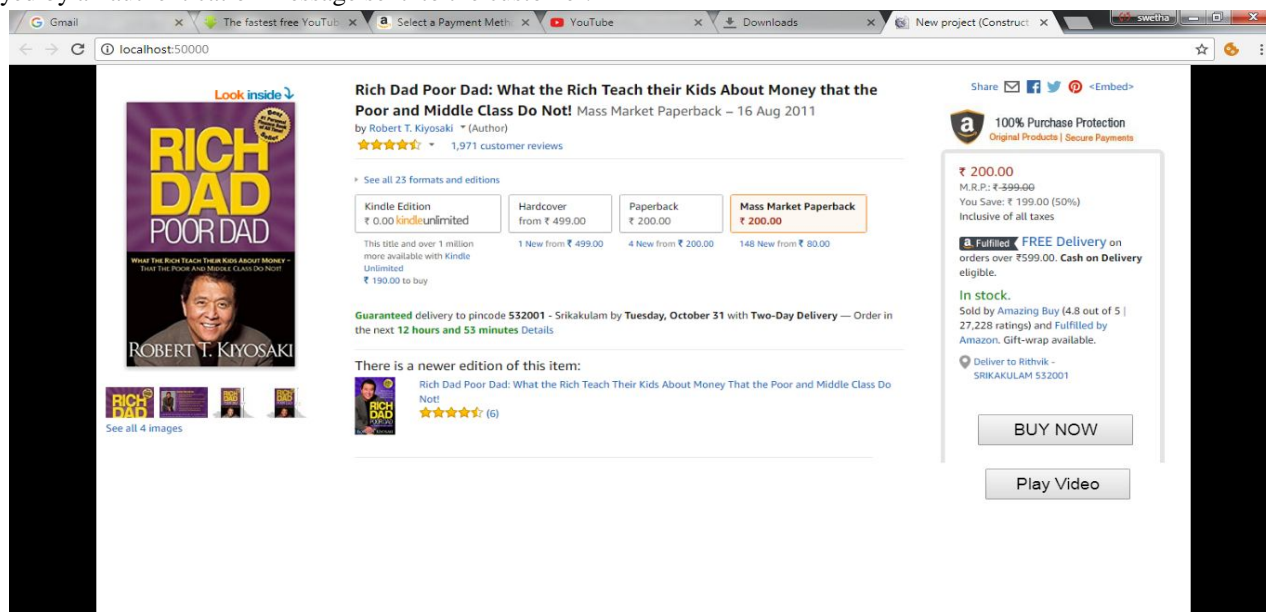 Gmail
The fastest free YouTub
Select a Payment Meth
YouTube
Downloads
New project (Construct
swetha
localhost:50000
Look inside
RICH
DAD
POOR DAD
WHAT THE RICH TEACH THEIR KIDS ABOUT MONEY –
THAT THE POOR AND MIDDLE CLASS DO NOT!
ROBERT T. KIYOSAKI
RICH
DAD
See all 4 images
Rich Dad Poor Dad: What the Rich Teach their Kids About Money that the
Poor and Middle Class Do Not! Mass Market Paperback – 16 Aug 2011
by Robert T. Kiyosaki (Author)
1,971 customer reviews
See all 23 formats and editions
Kindle Edition
₹ 0.00 kindleunlimited
This title and over 1 million
more available with Kindle
Unlimited
₹ 190.00 to buy
Hardcover
from ₹ 499.00
1 New from ₹ 499.00
Paperback
₹ 200.00
4 New from ₹ 200.00
Mass Market Paperback
₹ 200.00
148 New from ₹ 80.00
Guaranteed delivery to pincode 532001 - Srikakulam by Tuesday, October 31 with Two-Day Delivery — Order in
the next 12 hours and 53 minutes Details
There is a newer edition of this item:
Rich Dad Poor Dad: What the Rich Teach Their Kids About Money That the Poor and Middle Class Do
Not!
(6)
RICH
DAD
Share <Embed>
a 100% Purchase Protection
Original Products | Secure Payments
₹ 200.00
M.R.P.: ₹ 399.00
You Save: ₹ 199.00 (50%)
Inclusive of all taxes
a Fulfilled FREE Delivery on
orders over ₹599.00. Cash on Delivery
eligible.
In stock.
Sold by Amazing Buy (4.8 out of 5 |
27,228 ratings) and Fulfilled by
Amazon. Gift-wrap available.
Deliver to Rithvik -
SRIKAKULAM 532001
BUY NOW
Play Video